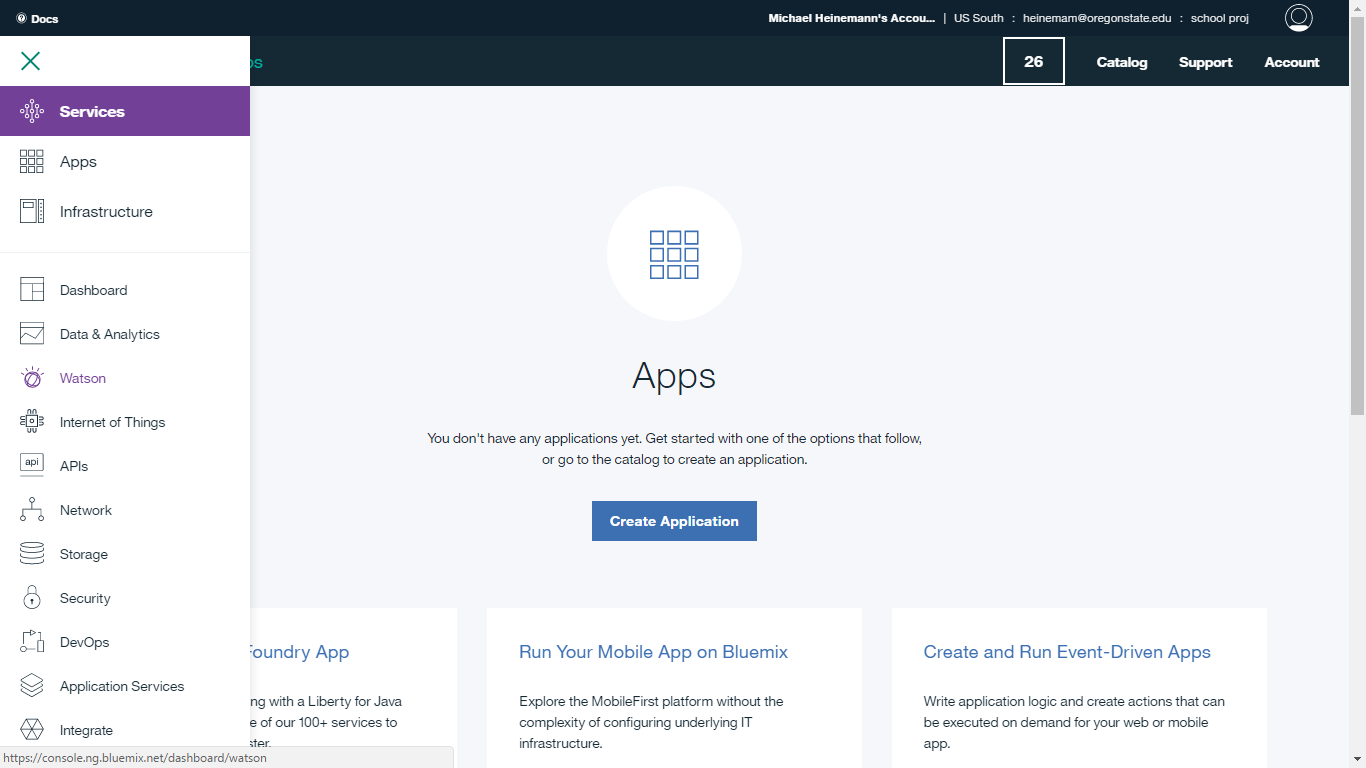 Docs
Michael Heinemann's Accou... | US South : heinemam@oregonstate.edu : school proj
26 Catalog Support Account
Services
Apps
Infrastructure
Dashboard
Data & Analytics
Watson
Internet of Things
api
APIs
Network
Storage
Security
DevOps
Application Services
Integrate
Apps
You don't have any applications yet. Get started with one of the options that follow,
or go to the catalog to create an application.
Create Application
Foundry App
with a Liberty for Java
of our 100+ services to
Run Your Mobile App on Bluemix
Explore the MobileFirst platform without the
complexity of configuring underlying IT
infrastructure.
Create and Run Event-Driven Apps
Write application logic and create actions that can
be executed on demand for your web or mobile
app.
https://console.ng.bluemix.net/dashboard/watson